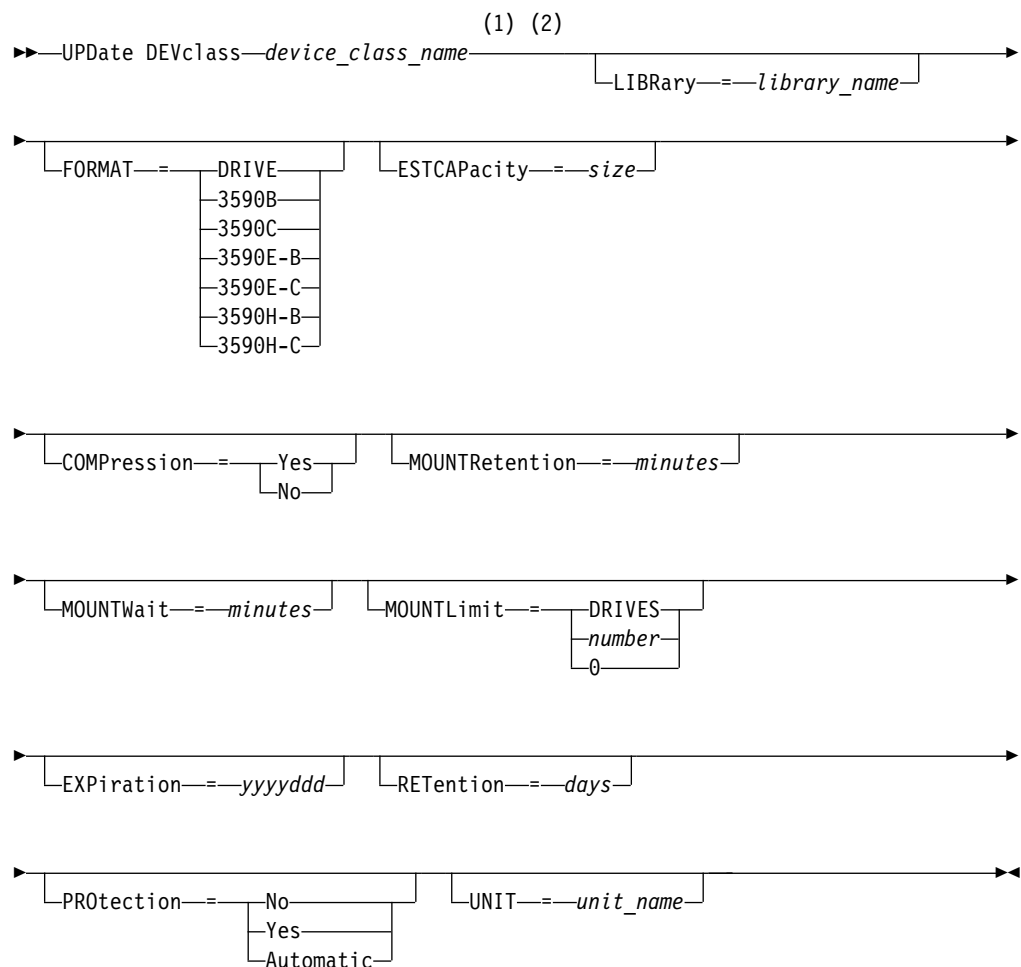 (1) (2)
UPDate DEVclass device_class_name
LIBRary = library_name
FORMAT = DRIVE
3590B
3590C
3590E-B
3590E-C
3590H-B
3590H-C
ESTCAPacity = size
COMPression = Yes
No
MOUNTRetention = minutes
MOUNTWait = minutes
MOUNTLimit = DRIVES
number
0
EXPiration = yyyyddd
RETention = days
PROtection = No
Yes
Automatic
UNIT = unit_name